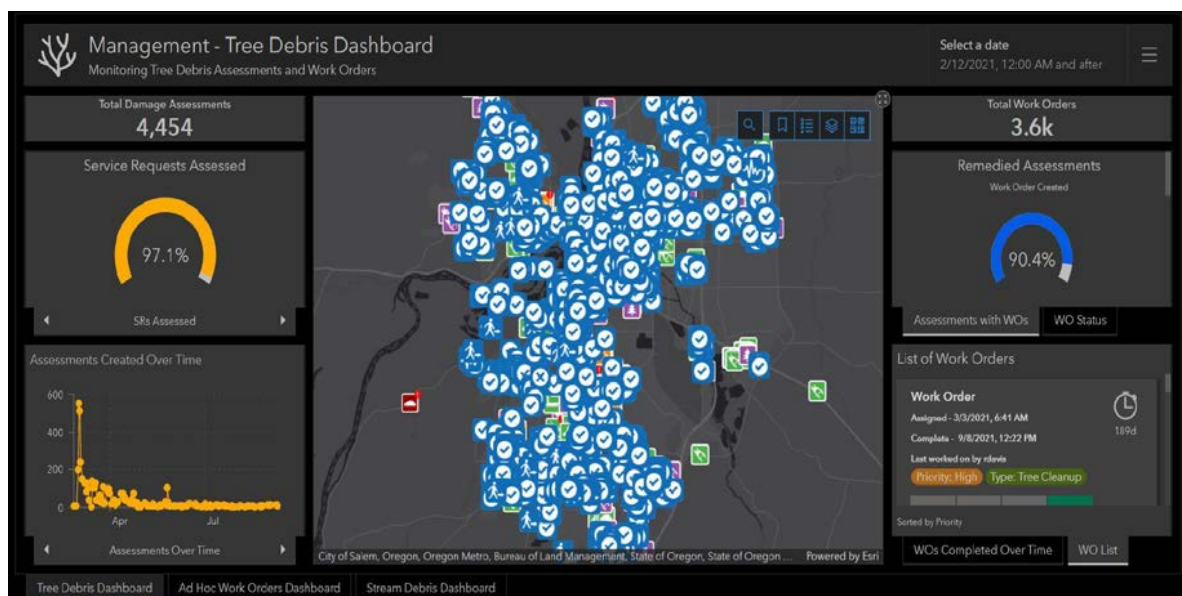 Management - Tree Debris Dashboard
Monitoring Tree Debris Assessments and Work Orders
Select a date
2/12/2021, 12:00 AM and after
Total Damage Assessments
4,454
Service Requests Assessed
97.1%
SRs Assessed
Assessments Created Over Time
600
400
200
0
Apr
Jul
Assessments Over Time
City of Salem, Oregon, Oregon Metro, Bureau of Land Management, State of Oregon, State of Oregon ...
Powered by Esri
Total Work Orders
3.6k
Remedied Assessments
Work Order Created
90.4%
Assessments with WOs
WO Status
List of Work Orders
Work Order
Assigned - 3/3/2021, 6:41 AM
189d
Complete - 9/8/2021, 12:22 PM
Last worked on by rdavis
Priority: High
Type: Tree Cleanup
Sorted by Priority
WOs Completed Over Time
WO List
Tree Debris Dashboard
Ad Hoc Work Orders Dashboard
Stream Debris Dashboard